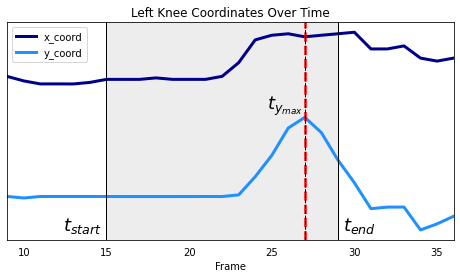 Left Knee Coordinates Over Time
x_coord
y_coord
t_{y_{max}}
t_{start}
t_{end}
10 15 20 25 30 35
Frame